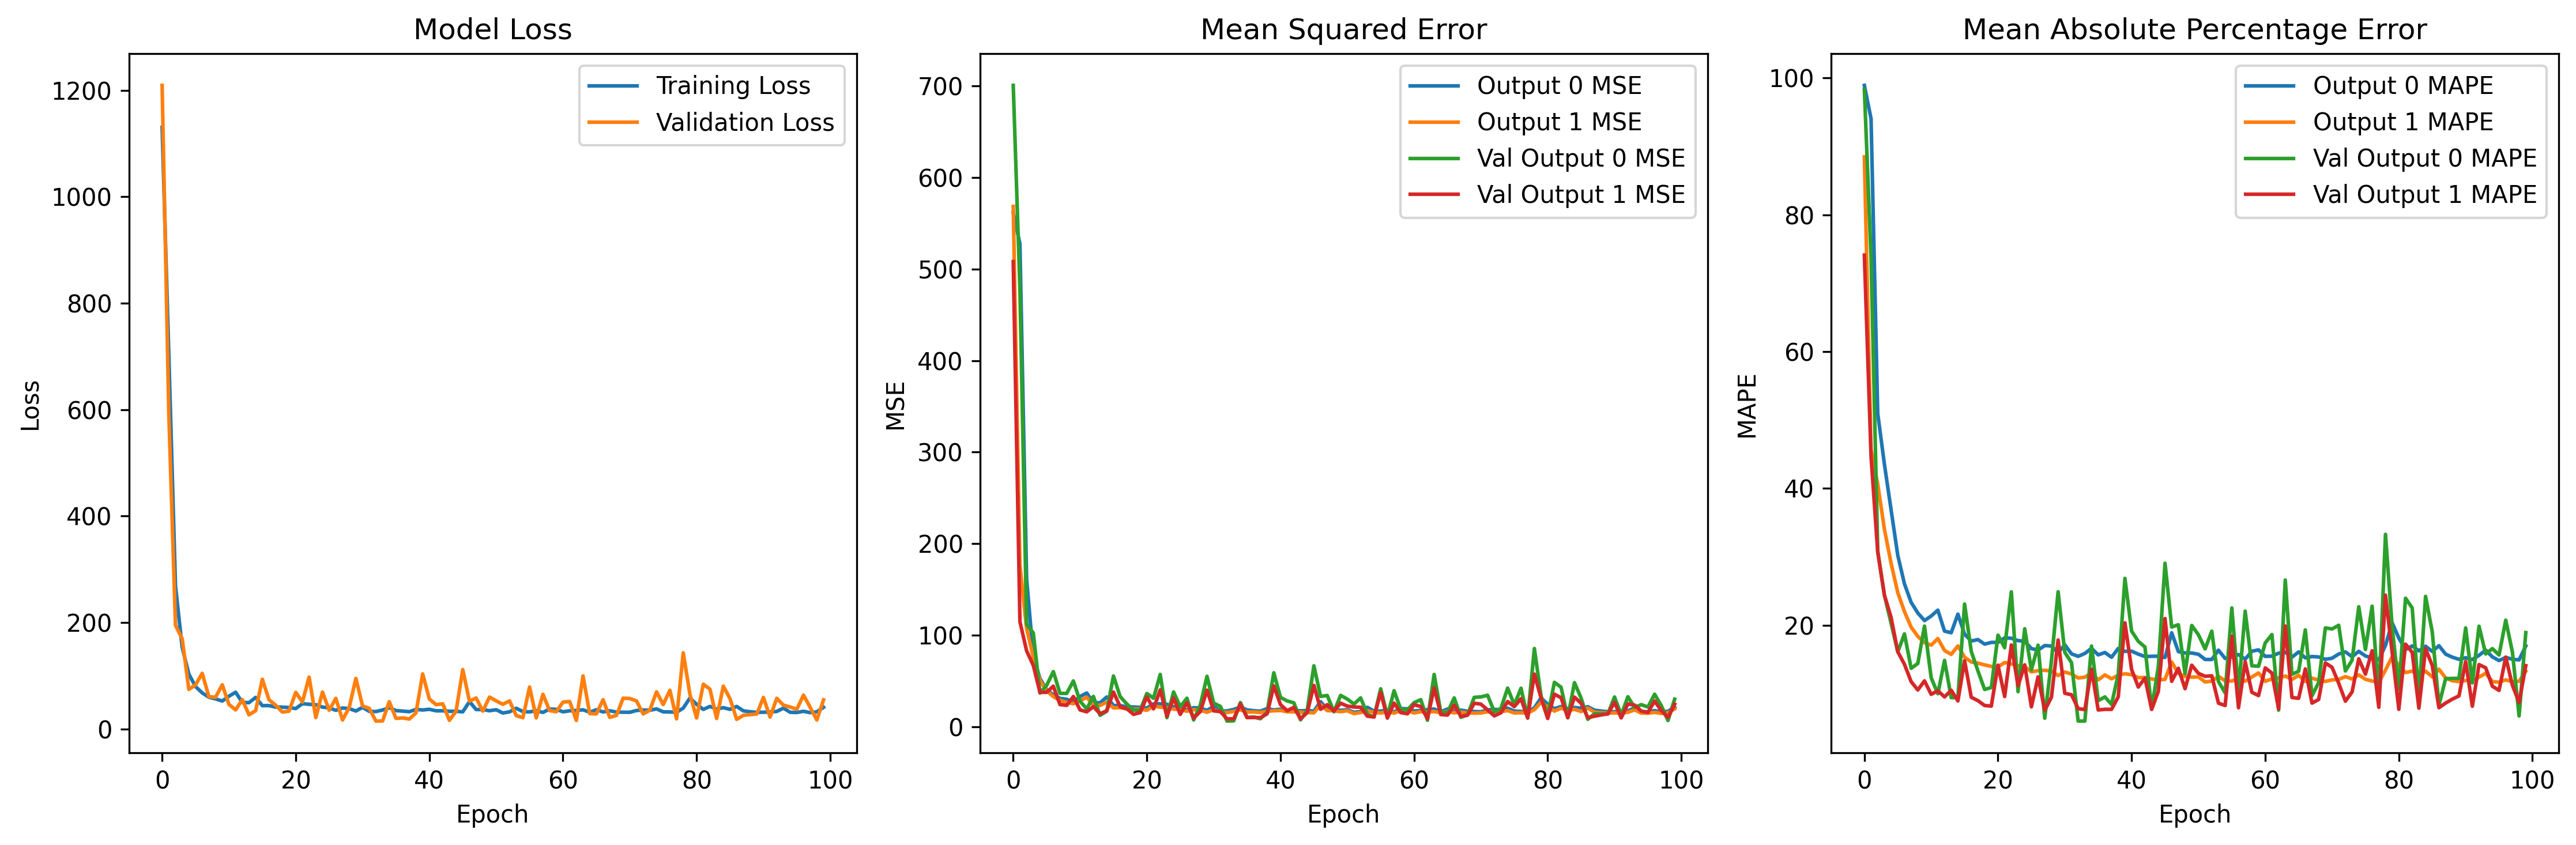 Model Loss
1200
1000
800
600
400
200
0
Loss
0 20 40 60 80 100
Epoch
Training Loss
Validation Loss
Mean Squared Error
700
600
500
400
300
200
100
0
MSE
0 20 40 60 80 100
Epoch
Output 0 MSE
Output 1 MSE
Val Output 0 MSE
Val Output 1 MSE
Mean Absolute Percentage Error
100
80
60
40
20
MAPE
0 20 40 60 80 100
Epoch
Output 0 MAPE
Output 1 MAPE
Val Output 0 MAPE
Val Output 1 MAPE